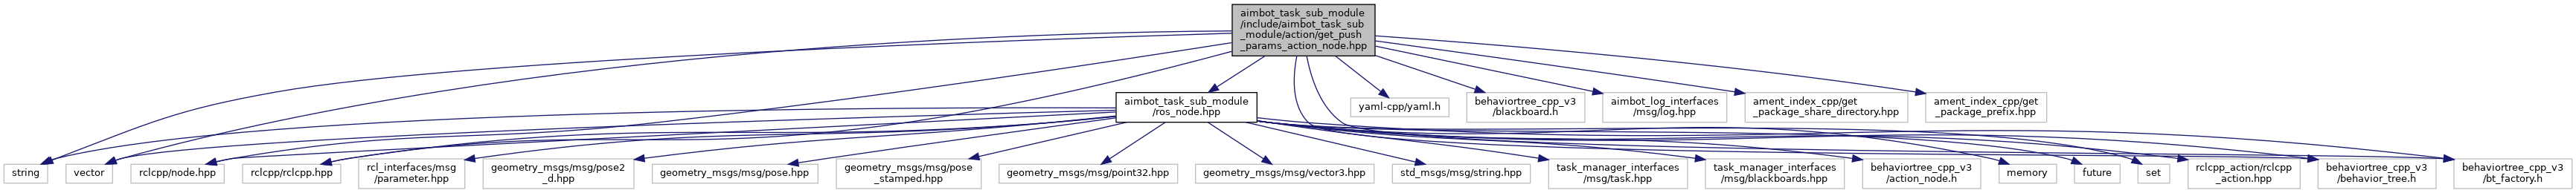 aimbot_task_sub_module
/include/aimbot_task_sub
_module/action/get_push
_params_action_node.hpp
aimbot_task_sub_module
/ros_node.hpp
yaml-cpp/yaml.h
behaviortree_cpp_v3
/blackboard.h
aimbot_log_interfaces
/msg/log.hpp
ament_index_cpp/get
_package_share_directory.hpp
ament_index_cpp/get
_package_prefix.hpp
string
vector
rclcpp/node.hpp
rclcpp/rclcpp.hpp
rcl_interfaces/msg
/parameter.hpp
geometry_msgs/msg/pose2
_d.hpp
geometry_msgs/msg/pose.hpp
geometry_msgs/msg/pose
_stamped.hpp
geometry_msgs/msg/point32.hpp
geometry_msgs/msg/vector3.hpp
std_msgs/msg/string.hpp
task_manager_interfaces
/msg/task.hpp
task_manager_interfaces
/msg/blackboards.hpp
behaviortree_cpp_v3
/action_node.h
memory
future
set
rclcpp_action/rclcpp
_action.hpp
behaviortree_cpp_v3
/behavior_tree.h
behaviortree_cpp_v3
/bt_factory.h